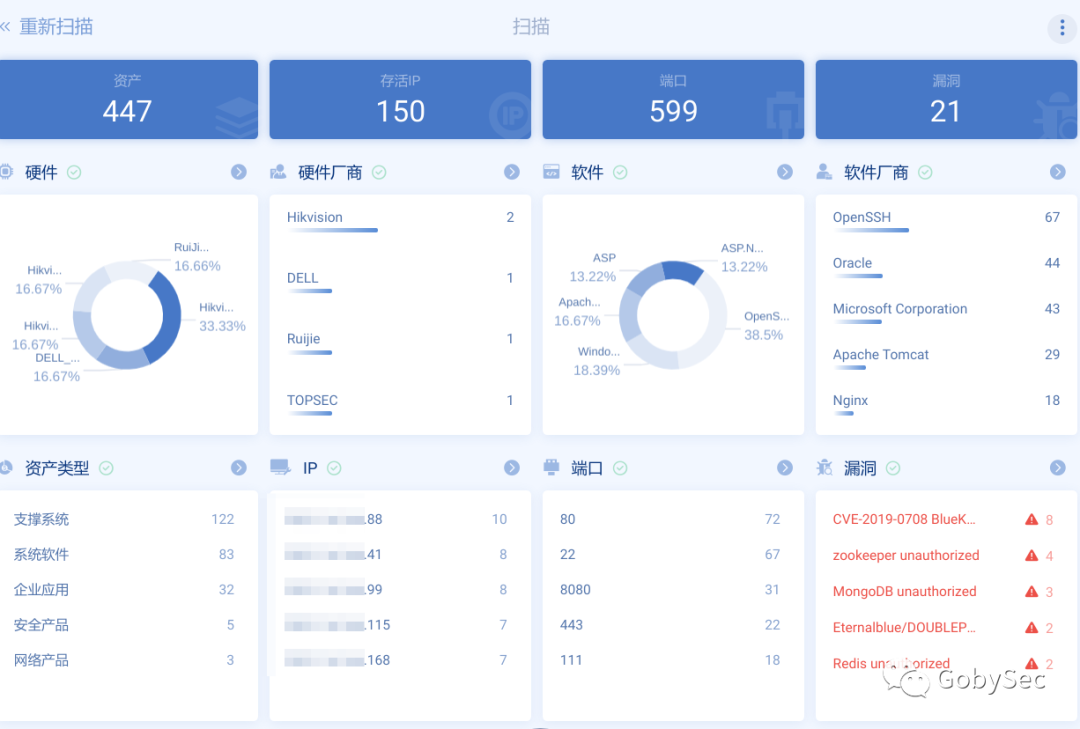 « 重新扫描
扫描
资产
447
存活IP
150
IP
端口
599
漏洞
21
硬件
硬件厂商
软件
软件厂商
RuiJi...
16.66%
Hikvi...
16.67%
Hikvi...
33.33%
Hikvi...
16.67%
DELL_...
16.67%
Hikvision 2
DELL 1
Ruijie 1
TOPSEC 1
ASP.N...
13.22%
ASP
13.22%
Apach...
16.67%
OpenS...
38.5%
Windo...
18.39%
OpenSSH 67
Oracle 44
Microsoft Corporation 43
Apache Tomcat 29
Nginx 18
资产类型
IP
端口
漏洞
支撑系统 122
系统软件 83
企业应用 32
安全产品 5
网络产品 3
.88 10
.41 8
.99 8
.115 7
.168 7
80 72
22 67
8080 31
443 22
111 18
CVE-2019-0708 BlueK... 8
zookeeper unauthorized 4
MongoDB unauthorized 3
Eternalblue/DOUBLEP... 2
Redis unauthorized 2
GobySec